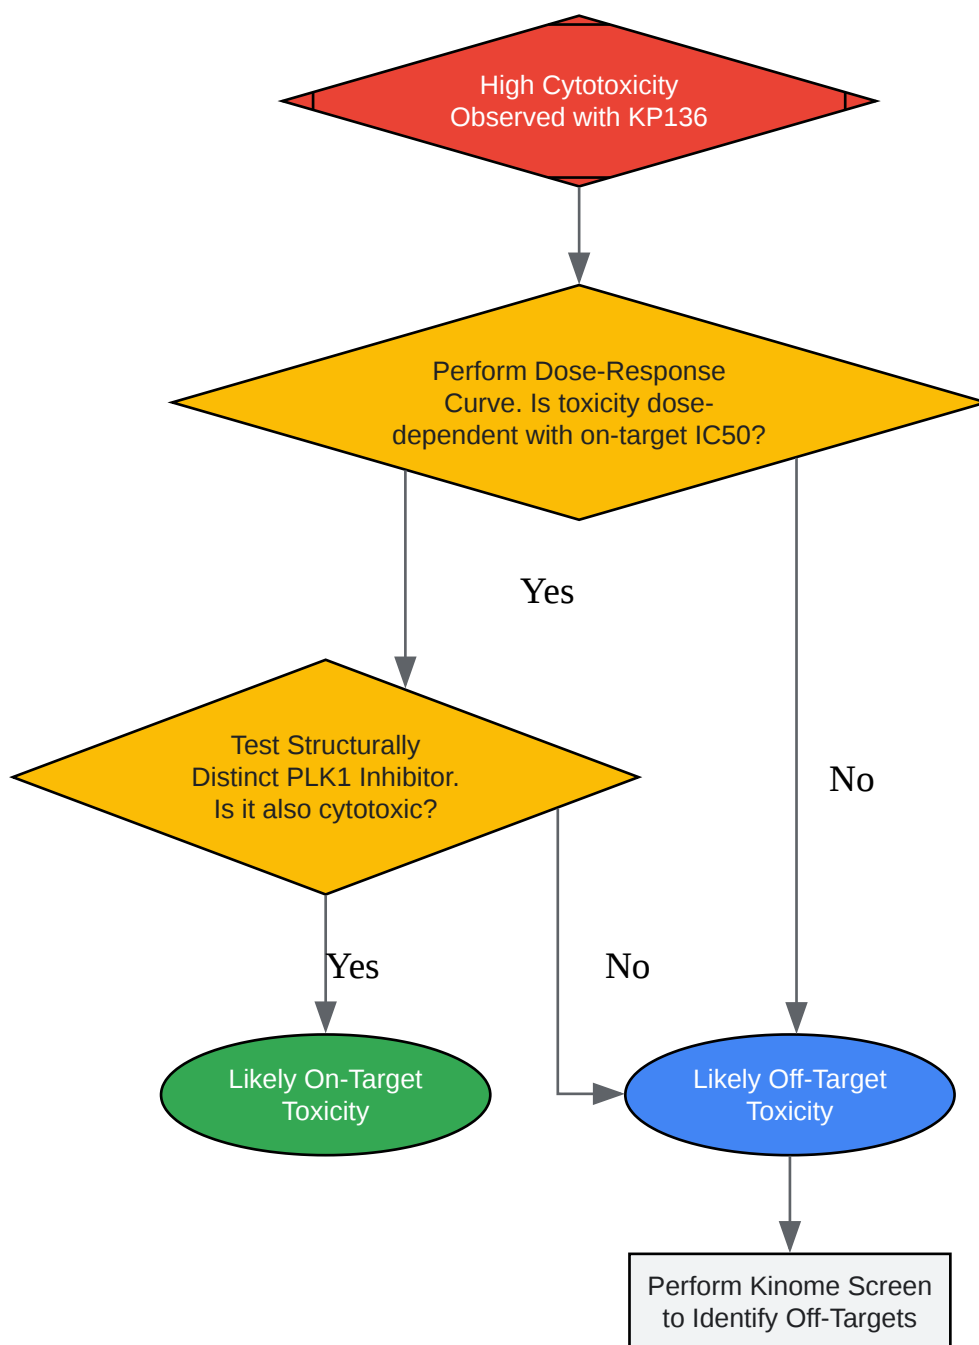 High Cytotoxicity
Observed with KP136
Perform Dose-Response
Curve. Is toxicity dose-
dependent with on-target IC50?
Yes
Test Structurally
Distinct PLK1 Inhibitor.
Is it also cytotoxic?
No
Yes
No
Likely On-Target
Toxicity
Likely Off-Target
Toxicity
Perform Kinome Screen
to Identify Off-Targets